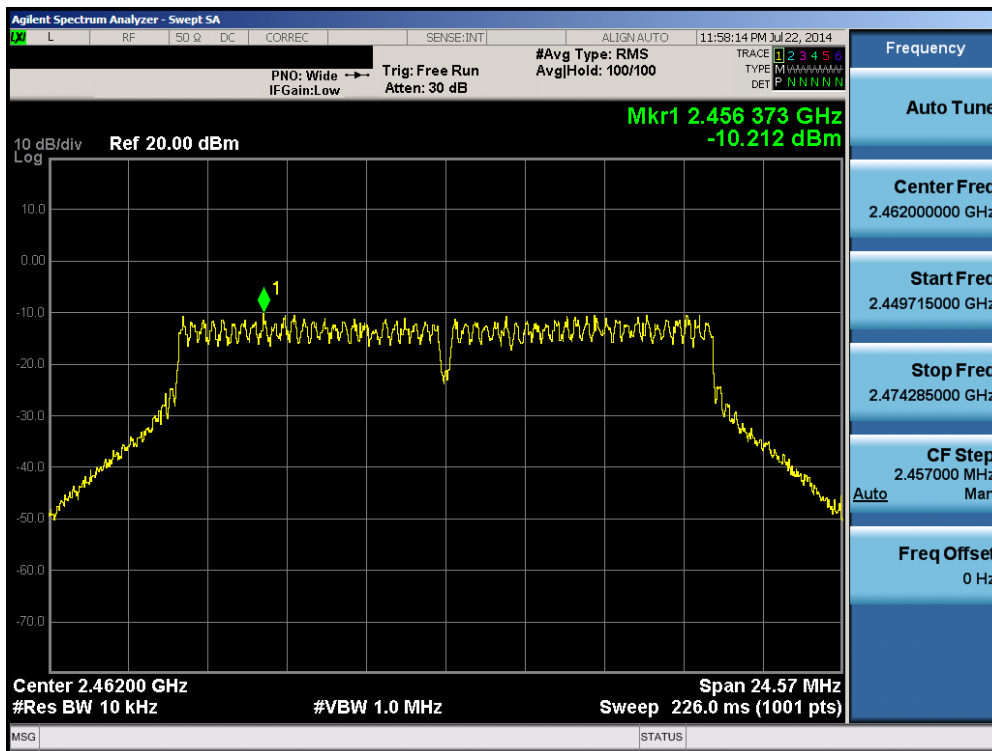 Agilent Spectrum Analyzer - Swept SA
LXI L RF 50 Ω DC CORREC SENSE:INT ALIGN AUTO 11:58:14 PM Jul 22, 2014
PNO: Wide
IFGain:Low
Trig: Free Run
Atten: 30 dB
#Avg Type: RMS
Avg|Hold: 100/100
TRACE 1 2 3 4 5 6
TYPE M WWWWW
DET P N N N N N
Mkr1 2.456 373 GHz
-10.212 dBm
10 dB/div Ref 20.00 dBm
Log
10.0
0.00
1
-10.0
-20.0
-30.0
-40.0
-50.0
-60.0
-70.0
Center 2.46200 GHz Span 24.57 MHz
#Res BW 10 kHz #VBW 1.0 MHz Sweep 226.0 ms (1001 pts)
MSG STATUS
Frequency
Auto Tune
Center Freq
2.462000000 GHz
Start Freq
2.449715000 GHz
Stop Freq
2.474285000 GHz
CF Step
2.457000 MHz
Auto Man
Freq Offset
0 Hz